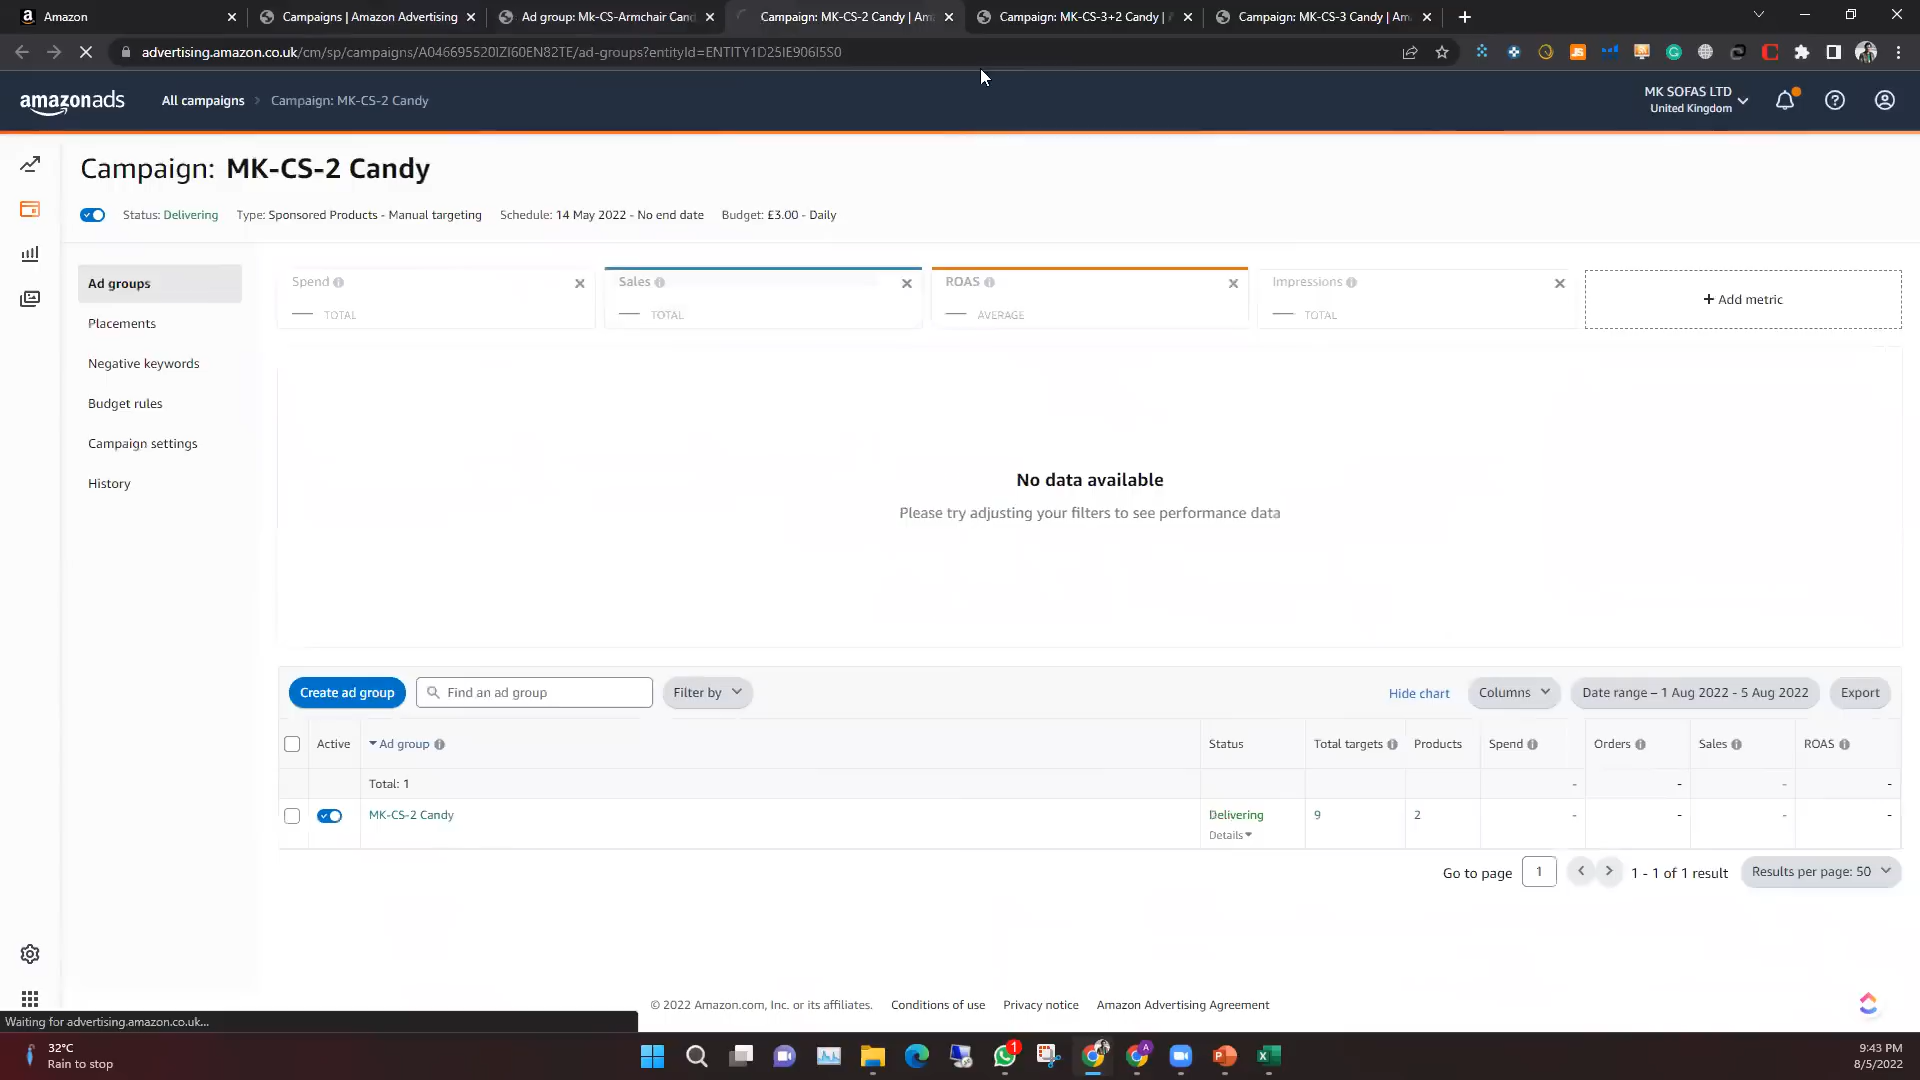 Amazon
Campaigns | Amazon Advertising
Ad group: Mk-CS-Armchair Cand
Campaign: MK-CS-2 Candy | Am
Campaign: MK-CS-3+2 Candy |
Campaign: MK-CS-3 Candy | Am
advertising.amazon.co.uk/cm/sp/campaigns/A046695520IZI60EN82TE/ad-groups?entityId=ENTITY1D25IE906I5S0
amazonads
All campaigns
Campaign: MK-CS-2 Candy
MK SOFAS LTD
United Kingdom
Campaign: MK-CS-2 Candy
Status: Delivering
Type: Sponsored Products - Manual targeting
Schedule: 14 May 2022 - No end date
Budget: £3.00 - Daily
Ad groups
Placements
Negative keywords
Budget rules
Campaign settings
History
Spend
— TOTAL
Sales
— TOTAL
ROAS
— AVERAGE
Impressions
— TOTAL
+ Add metric
No data available
Please try adjusting your filters to see performance data
Create ad group
Find an ad group
Filter by
Hide chart
Columns
Date range – 1 Aug 2022 - 5 Aug 2022
Export
Active
Ad group
Status
Total targets
Products
Spend
Orders
Sales
ROAS
Total: 1
- - - -
MK-CS-2 Candy
Delivering
Details
9
2
- - - -
Go to page
1
1 - 1 of 1 result
Results per page: 50
© 2022 Amazon.com, Inc. or its affiliates.
Conditions of use
Privacy notice
Amazon Advertising Agreement
Waiting for advertising.amazon.co.uk...
32°C
Rain to stop
1
A
9:43 PM
8/5/2022